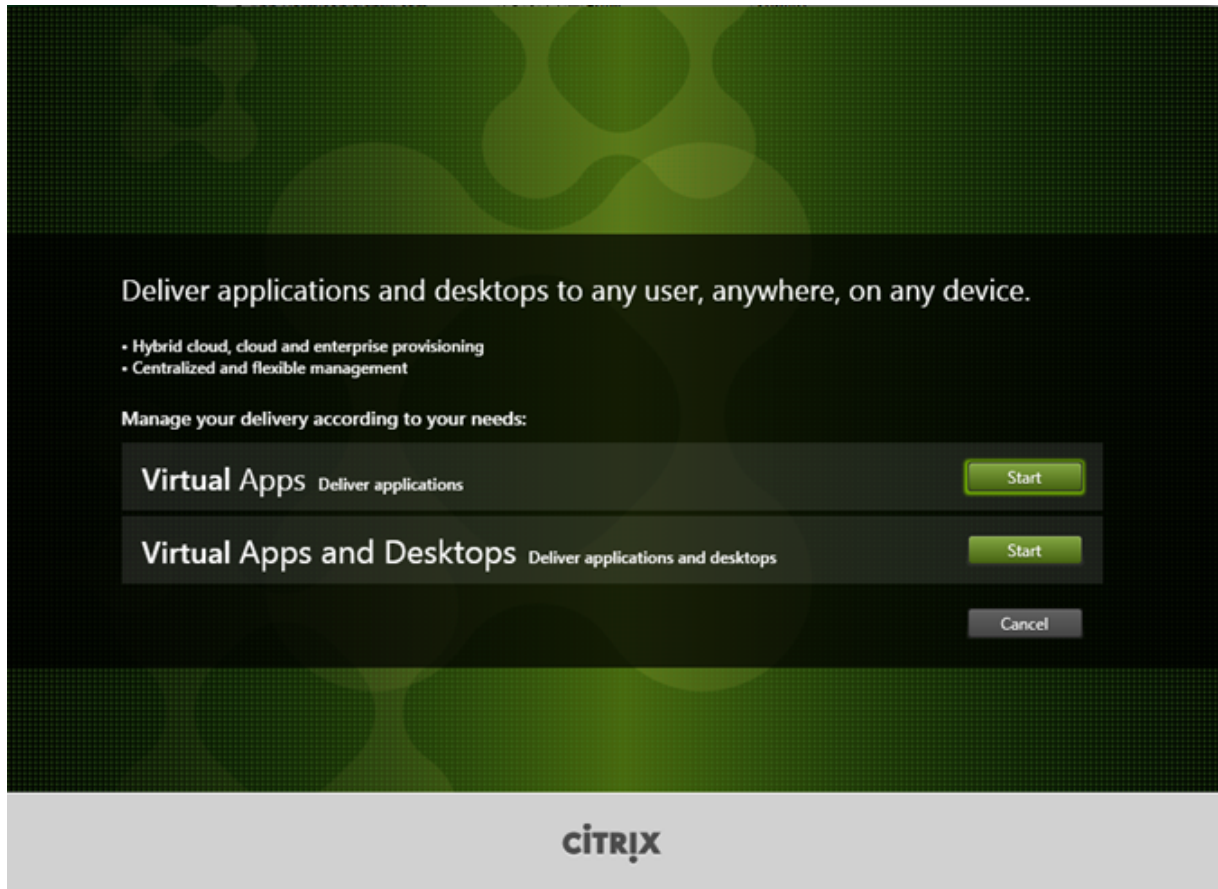 Deliver applications and desktops to any user, anywhere, on any device.
• Hybrid cloud, cloud and enterprise provisioning
• Centralized and flexible management
Manage your delivery according to your needs:
Virtual Apps Deliver applications
Start
Virtual Apps and Desktops Deliver applications and desktops
Start
Cancel
CİTRỊX